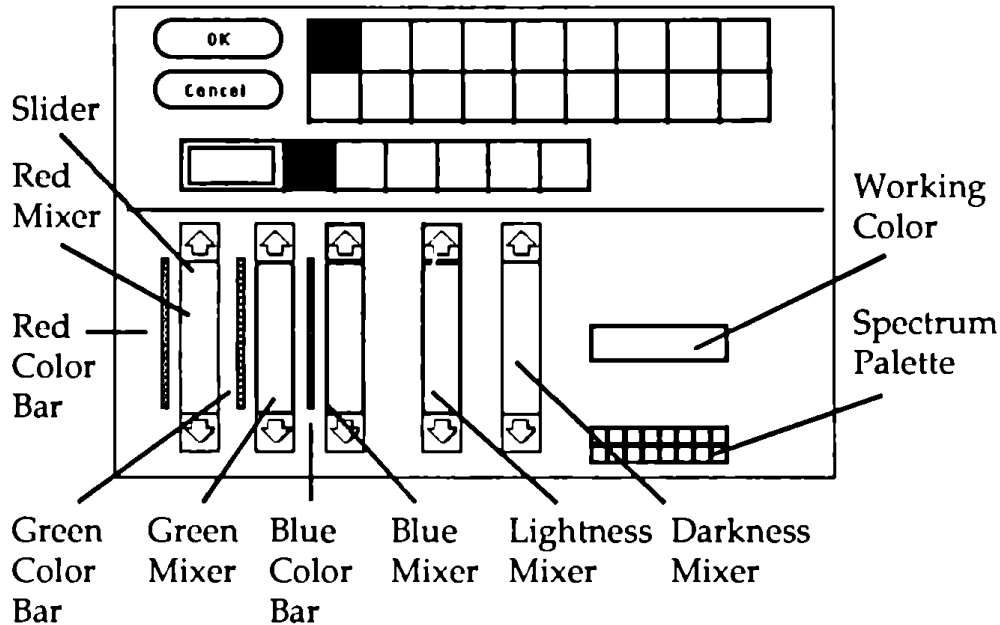 OK
Cancel
Slider
Red
Mixer
Red
Color
Bar
Working
Color
Spectrum
Palette
Green
Color
Bar
Green
Mixer
Blue
Color
Bar
Blue
Mixer
Lightness
Mixer
Darkness
Mixer